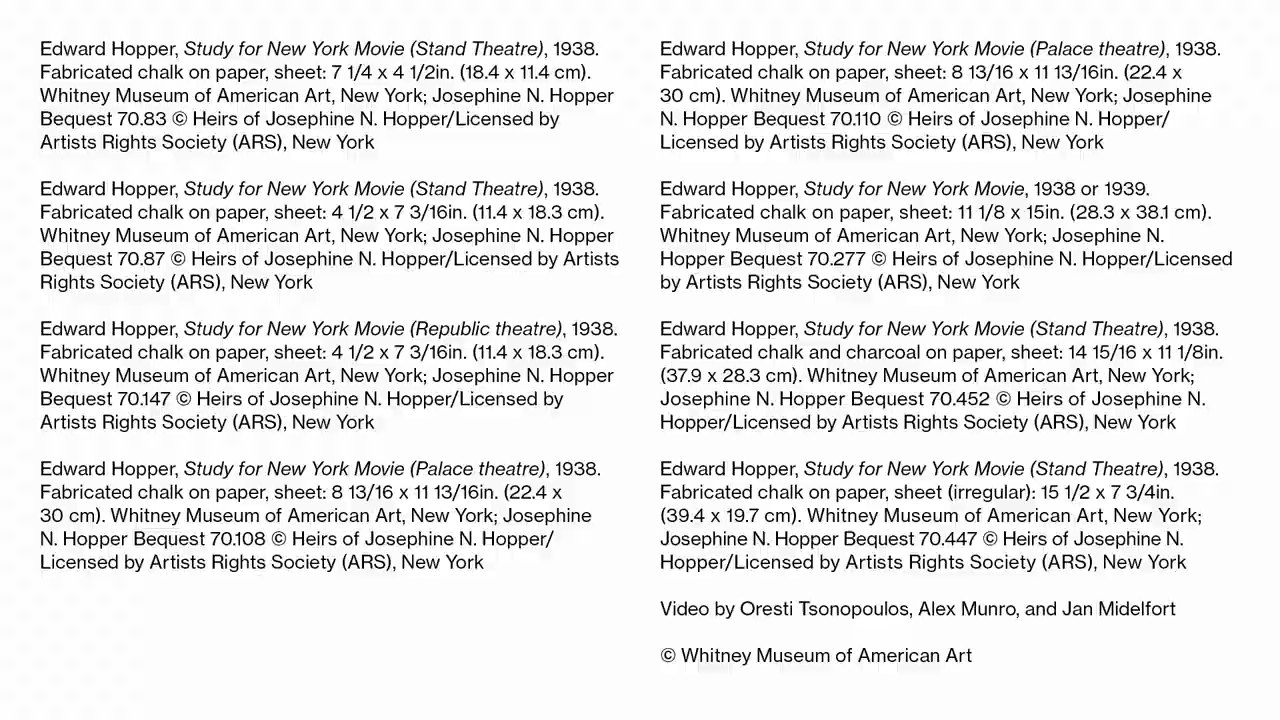 Edward Hopper, Study for New York Movie (Stand Theatre), 1938.
Fabricated chalk on paper, sheet: 7 1/4 x 4 1/2in. (18.4 x 11.4 cm).
Whitney Museum of American Art, New York; Josephine N. Hopper
Bequest 70.83 © Heirs of Josephine N. Hopper/Licensed by
Artists Rights Society (ARS), New York
Edward Hopper, Study for New York Movie (Stand Theatre), 1938.
Fabricated chalk on paper, sheet: 4 1/2 x 7 3/16in. (11.4 x 18.3 cm).
Whitney Museum of American Art, New York; Josephine N. Hopper
Bequest 70.87 © Heirs of Josephine N. Hopper/Licensed by Artists
Rights Society (ARS), New York
Edward Hopper, Study for New York Movie (Republic theatre), 1938.
Fabricated chalk on paper, sheet: 4 1/2 x 7 3/16in. (11.4 x 18.3 cm).
Whitney Museum of American Art, New York; Josephine N. Hopper
Bequest 70.147 © Heirs of Josephine N. Hopper/Licensed by
Artists Rights Society (ARS), New York
Edward Hopper, Study for New York Movie (Palace theatre), 1938.
Fabricated chalk on paper, sheet: 8 13/16 x 11 13/16in. (22.4 x
30 cm). Whitney Museum of American Art, New York; Josephine
N. Hopper Bequest 70.108 © Heirs of Josephine N. Hopper/
Licensed by Artists Rights Society (ARS), New York
Edward Hopper, Study for New York Movie (Palace theatre), 1938.
Fabricated chalk on paper, sheet: 8 13/16 x 11 13/16in. (22.4 x
30 cm). Whitney Museum of American Art, New York; Josephine
N. Hopper Bequest 70.110 © Heirs of Josephine N. Hopper/
Licensed by Artists Rights Society (ARS), New York
Edward Hopper, Study for New York Movie, 1938 or 1939.
Fabricated chalk on paper, sheet: 11 1/8 x 15in. (28.3 x 38.1 cm).
Whitney Museum of American Art, New York; Josephine N.
Hopper Bequest 70.277 © Heirs of Josephine N. Hopper/Licensed
by Artists Rights Society (ARS), New York
Edward Hopper, Study for New York Movie (Stand Theatre), 1938.
Fabricated chalk and charcoal on paper, sheet: 14 15/16 x 11 1/8in.
(37.9 x 28.3 cm). Whitney Museum of American Art, New York;
Josephine N. Hopper Bequest 70.452 © Heirs of Josephine N.
Hopper/Licensed by Artists Rights Society (ARS), New York
Edward Hopper, Study for New York Movie (Stand Theatre), 1938.
Fabricated chalk on paper, sheet (irregular): 15 1/2 x 7 3/4in.
(39.4 x 19.7 cm). Whitney Museum of American Art, New York;
Josephine N. Hopper Bequest 70.447 © Heirs of Josephine N.
Hopper/Licensed by Artists Rights Society (ARS), New York
Video by Oresti Tsonopoulos, Alex Munro, and Jan Midelfort
© Whitney Museum of American Art